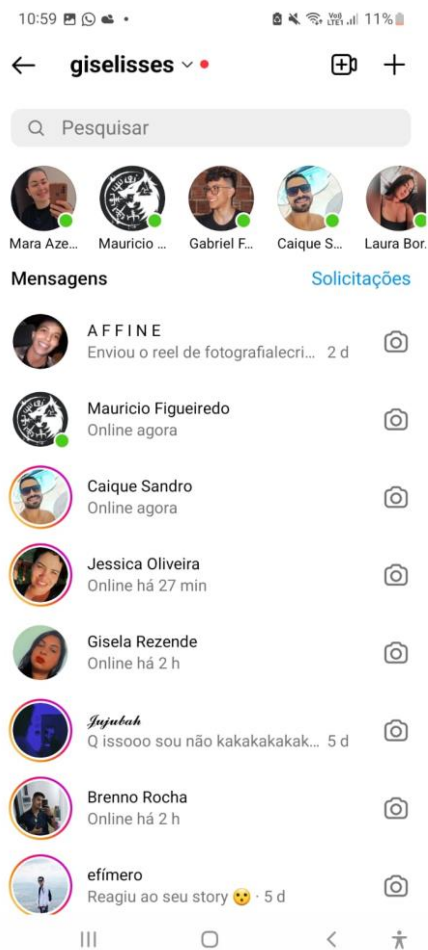 10:59
11%
giselisses
Pesquisar
Mara Aze... Mauricio ... Gabriel F... Caique S... Laura Bor.
Mensagens Solicitações
A F F I N E
Enviou o reel de fotografialecri... 2 d
Mauricio Figueiredo
Online agora
Caique Sandro
Online agora
Jessica Oliveira
Online há 27 min
Gisela Rezende
Online há 2 h
𝓙𝓾𝓳𝓾𝓫𝓪𝓱
Q issooo sou não kakakakakak... 5 d
Brenno Rocha
Online há 2 h
efímero
Reagiu ao seu story 😯 · 5 d